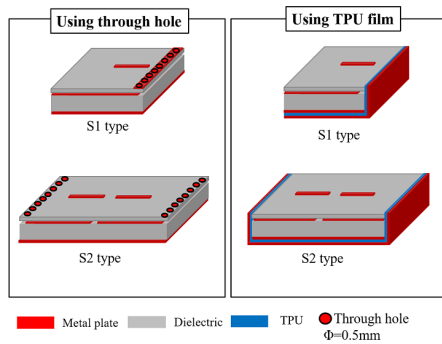 Using through hole
S1 type
S2 type
Using TPU film
S1 type
S2 type
Metal plate
Dielectric
TPU
Through hole
Φ=0.5mm